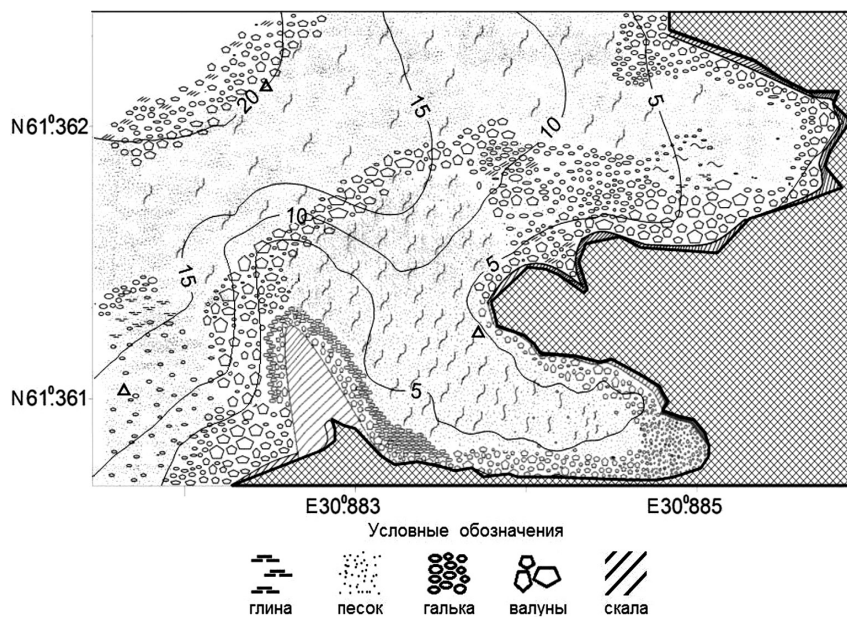 20
15
10
5
N61°362
10
15
5
5
N61°361
E30°883 E30°885
Условные обозначения
глина песок галька валуны скала